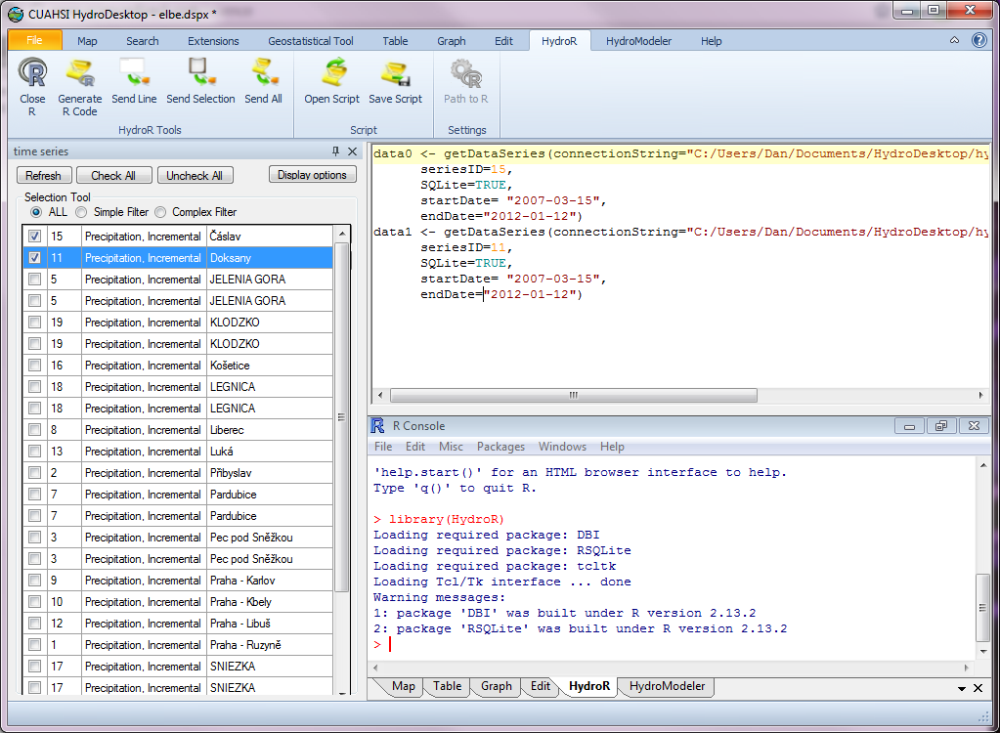 CUAHSI HydroDesktop - elbe.dspx *
File Map Search Extensions Geostatistical Tool Table Graph Edit HydroR HydroModeler Help
Close R
Generate R Code
Send Line
Send Selection
Send All
Open Script
Save Script
Path to R
HydroR Tools
Script
Settings
time series
Refresh Check All Uncheck All Display options
Selection Tool
ALL Simple Filter Complex Filter
15 Precipitation, Incremental Čáslav
11 Precipitation, Incremental Doksany
5 Precipitation, Incremental JELENIA GORA
5 Precipitation, Incremental JELENIA GORA
19 Precipitation, Incremental KLODZKO
19 Precipitation, Incremental KLODZKO
16 Precipitation, Incremental Košetice
18 Precipitation, Incremental LEGNICA
18 Precipitation, Incremental LEGNICA
8 Precipitation, Incremental Liberec
13 Precipitation, Incremental Luká
2 Precipitation, Incremental Přibyslav
7 Precipitation, Incremental Pardubice
7 Precipitation, Incremental Pardubice
3 Precipitation, Incremental Pec pod Sněžkou
3 Precipitation, Incremental Pec pod Sněžkou
9 Precipitation, Incremental Praha - Karlov
10 Precipitation, Incremental Praha - Kbely
12 Precipitation, Incremental Praha - Libuš
1 Precipitation, Incremental Praha - Ruzyně
17 Precipitation, Incremental SNIEZKA
17 Precipitation, Incremental SNIEZKA
data0 <- getDataSeries(connectionString="C:/Users/Dan/Documents/HydroDesktop/hy
seriesID=15,
SQLite=TRUE,
startDate= "2007-03-15",
endDate="2012-01-12")
data1 <- getDataSeries(connectionString="C:/Users/Dan/Documents/HydroDesktop/hy
seriesID=11,
SQLite=TRUE,
startDate= "2007-03-15",
endDate="2012-01-12")
R Console
File Edit Misc Packages Windows Help
'help.start()' for an HTML browser interface to help.
Type 'q()' to quit R.
> library(HydroR)
Loading required package: DBI
Loading required package: RSQLite
Loading required package: tcltk
Loading Tcl/Tk interface ... done
Warning messages:
1: package 'DBI' was built under R version 2.13.2
2: package 'RSQLite' was built under R version 2.13.2
>
Map Table Graph Edit HydroR HydroModeler